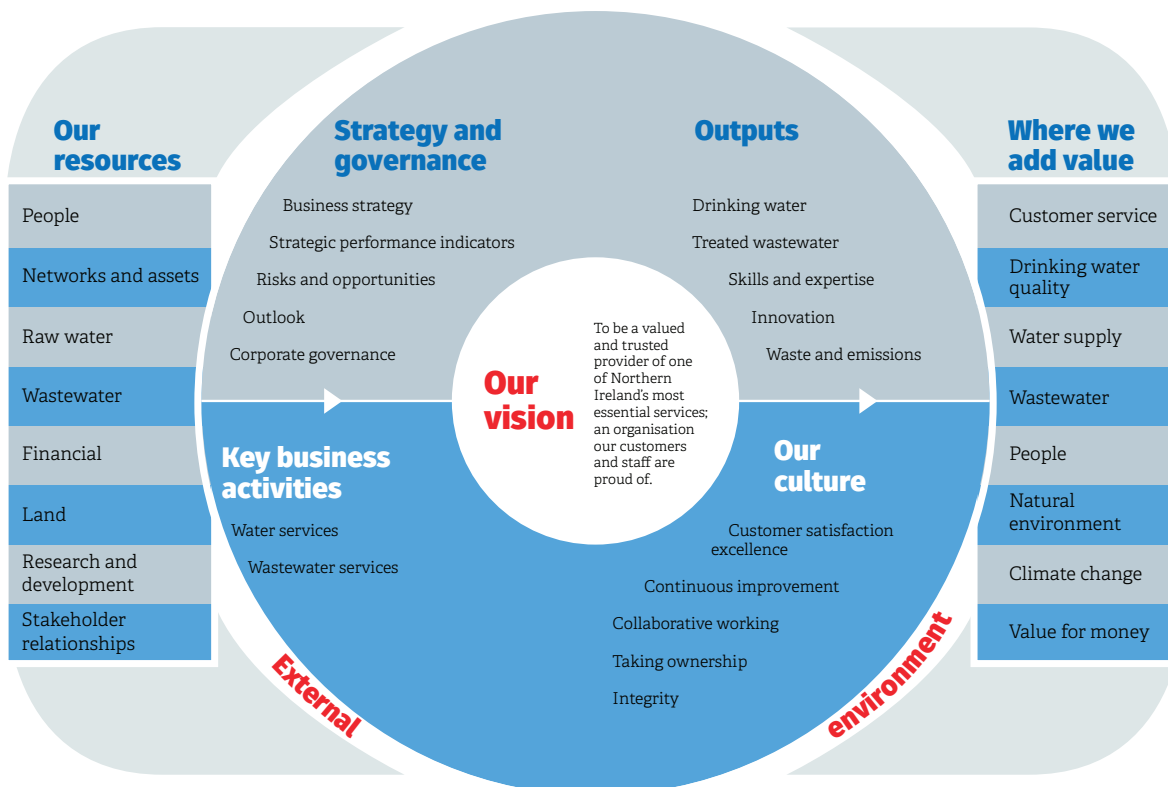 Our
resources
People
Networks and assets
Raw water
Wastewater
Financial
Land
Research and
development
Stakeholder
relationships
Strategy and
governance
Business strategy
Strategic performance indicators
Risks and opportunities
Outlook
Corporate governance
Key business
activities
Water services
Wastewater services
Our
vision
To be a valued
and trusted
provider of one
of Northern
Ireland's most
essential services;
an organisation
our customers
and staff are
proud of.
Outputs
Drinking water
Treated wastewater
Skills and expertise
Innovation
Waste and emissions
Our
culture
Customer satisfaction
excellence
Continuous improvement
Collaborative working
Taking ownership
Integrity
External
environment
Where we
add value
Customer service
Drinking water
quality
Water supply
Wastewater
People
Natural
environment
Climate change
Value for money